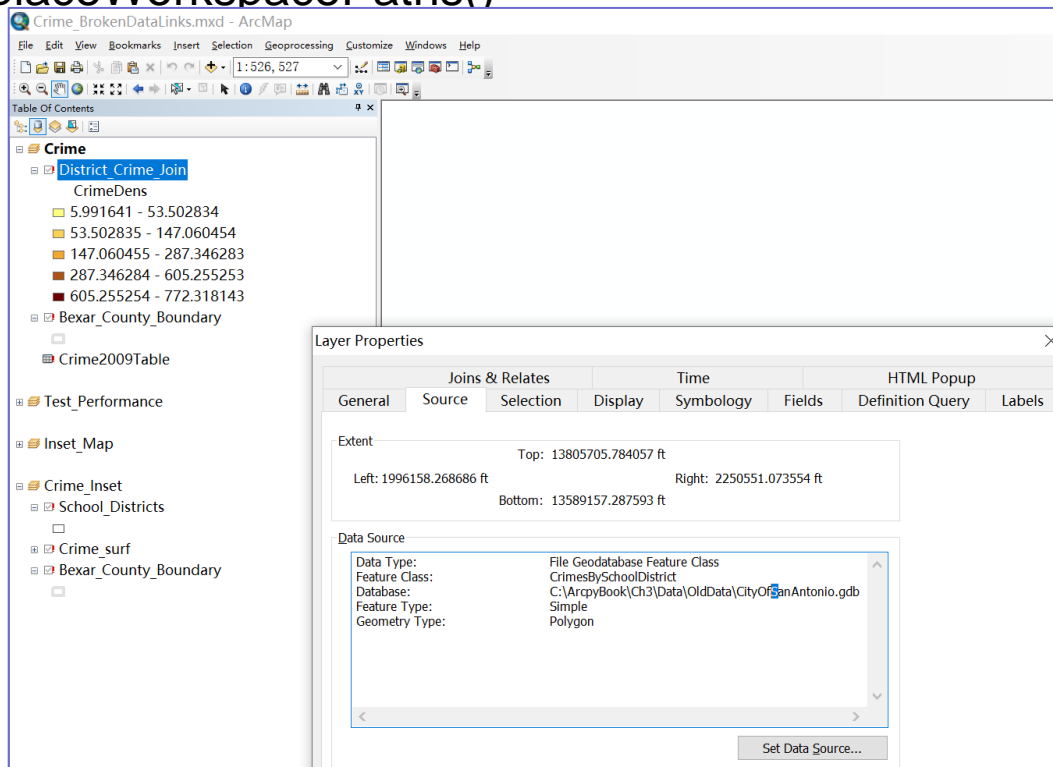 Crime_BrokenDataLinks.mxd - ArcMap
File Edit View Bookmarks Insert Selection Geoprocessing Customize Windows Help
1:526,527
Table Of Contents
Crime
District_Crime_Join
CrimeDens
5.991641 - 53.502834
53.502835 - 147.060454
147.060455 - 287.346283
287.346284 - 605.255253
605.255254 - 772.318143
Bexar_County_Boundary
Crime2009Table
Test_Performance
Inset_Map
Crime_Inset
School_Districts
Crime_surf
Bexar_County_Boundary
Layer Properties
Joins & Relates Time HTML Popup
General Source Selection Display Symbology Fields Definition Query Labels
Extent
Top: 13805705.784057 ft
Left: 1996158.268686 ft Right: 2250551.073554 ft
Bottom: 13589157.287593 ft
Data Source
Data Type: File Geodatabase Feature Class
Feature Class: CrimesBySchoolDistrict
Database: C:\ArcpyBook\Ch3\Data\OldData\CityOfSanAntonio.gdb
Feature Type: Simple
Geometry Type: Polygon
Set Data Source...